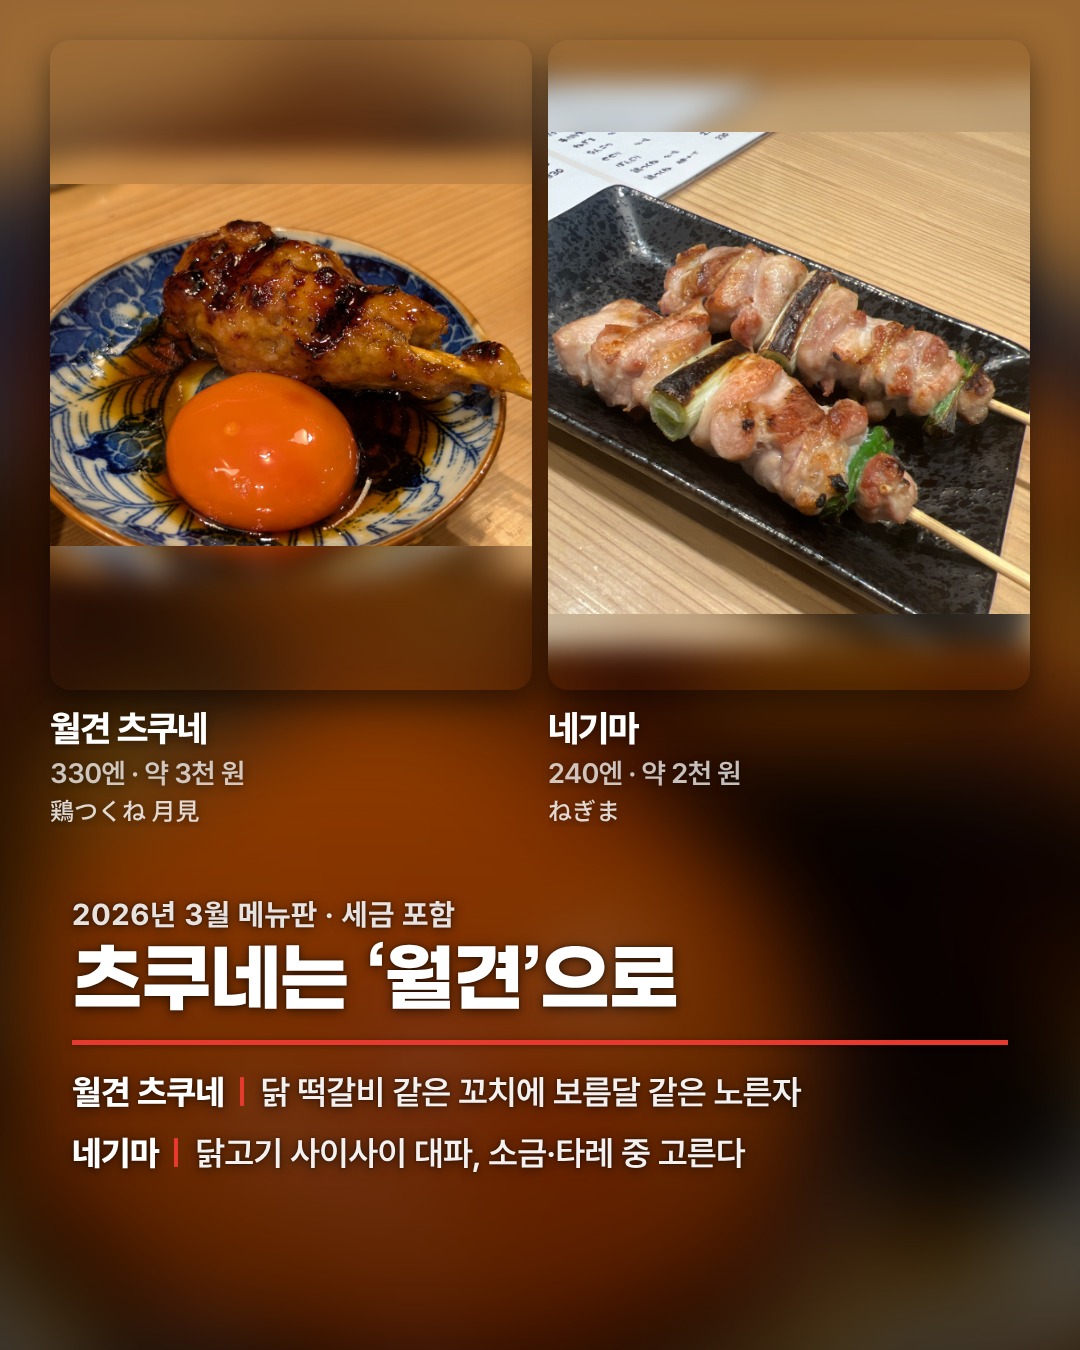 월견 츠쿠네
330엔 · 약 3천 원
鶏つくね 月見
네기마
240엔 · 약 2천 원
ねぎま
2026년 3월 메뉴판 · 세금 포함
츠쿠네는 ‘월견’으로
월견 츠쿠네 | 닭 떡갈비 같은 꼬치에 보름달 같은 노른자
네기마 | 닭고기 사이사이 대파, 소금·타레 중 고른다